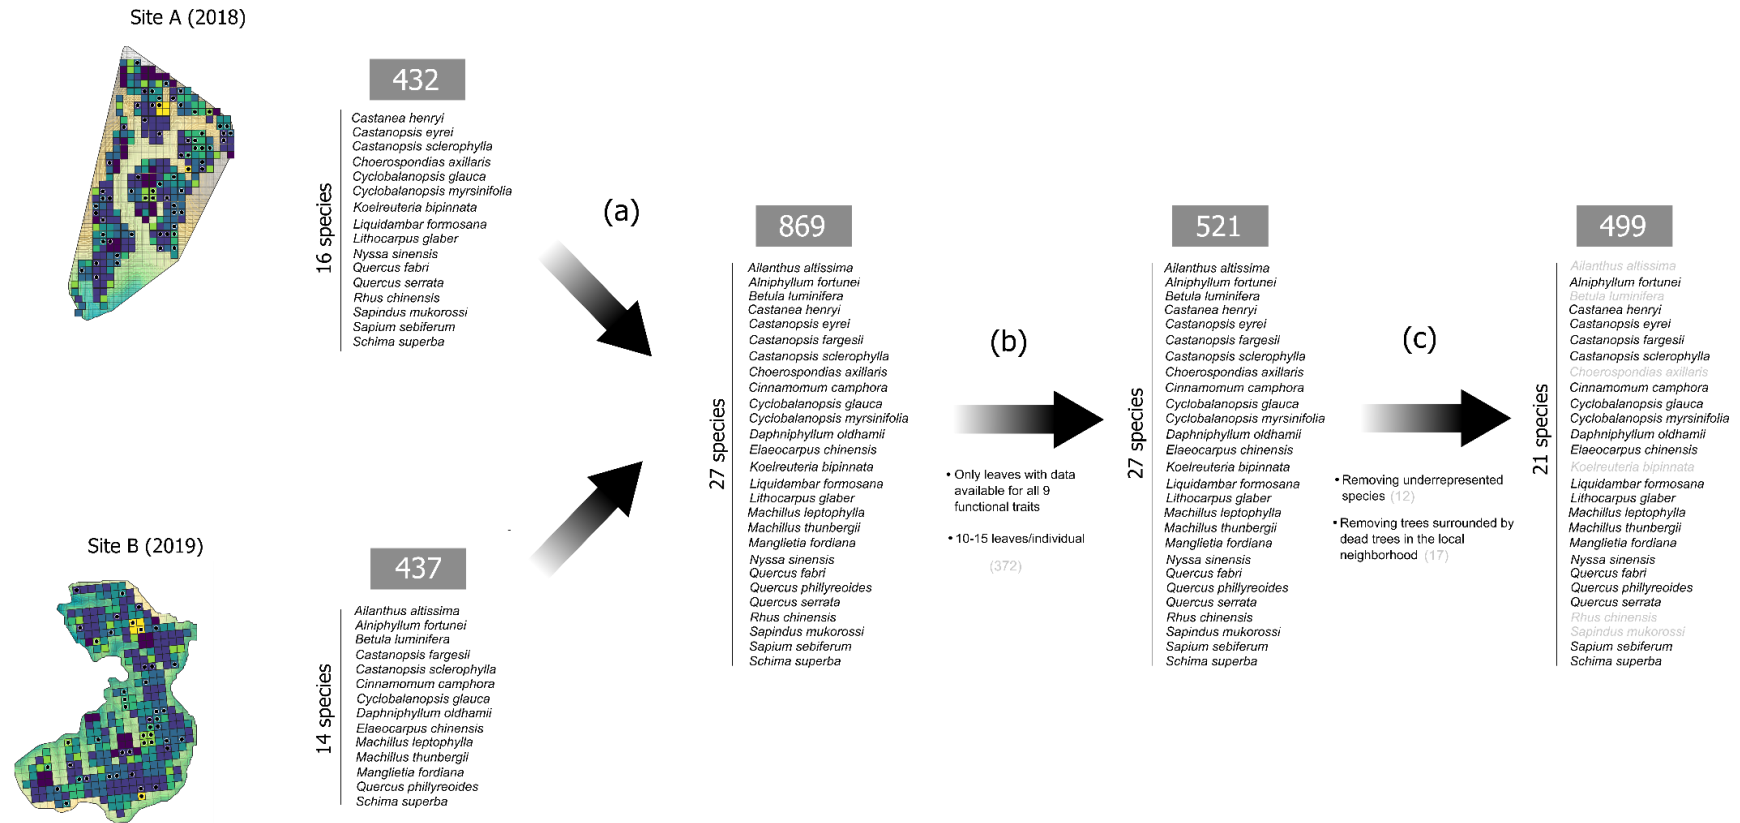 Site A (2018)
432
16 species
Castanea henryi
Castanopsis eyrei
Castanopsis sclerophylla
Choerospondias axillaris
Cyclobalanopsis glauca
Cyclobalanopsis myrsinifolia
Koelreuteria bipinnata
Liquidambar formosana
Lithocarpus glaber
Nyssa sinensis
Quercus fabri
Quercus serrata
Rhus chinensis
Sapindus mukorossi
Sapium sebiferum
Schima superba
Site B (2019)
437
14 species
Ailanthus altissima
Alniphyllum fortunei
Betula luminifera
Castanopsis fargesii
Castanopsis sclerophylla
Cinnamomum camphora
Cyclobalanopsis glauca
Daphniphyllum oldhamii
Elaeocarpus chinensis
Machillus leptophylla
Machillus thunbergii
Manglietia fordiana
Quercus phillyreoides
Schima superba
(a)
869
27 species
Ailanthus altissima
Alniphyllum fortunei
Betula luminifera
Castanea henryi
Castanopsis eyrei
Castanopsis fargesii
Castanopsis sclerophylla
Choerospondias axillaris
Cinnamomum camphora
Cyclobalanopsis glauca
Cyclobalanopsis myrsinifolia
Daphniphyllum oldhamii
Elaeocarpus chinensis
Koelreuteria bipinnata
Liquidambar formosana
Lithocarpus glaber
Machillus leptophylla
Machillus thunbergii
Manglietia fordiana
Nyssa sinensis
Quercus fabri
Quercus phillyreoides
Quercus serrata
Rhus chinensis
Sapindus mukorossi
Sapium sebiferum
Schima superba
(b)
• Only leaves with data
available for all 9
functional traits
• 10-15 leaves/individual
(372)
521
27 species
Ailanthus altissima
Alniphyllum fortunei
Betula luminifera
Castanea henryi
Castanopsis eyrei
Castanopsis fargesii
Castanopsis sclerophylla
Choerospondias axillaris
Cinnamomum camphora
Cyclobalanopsis glauca
Cyclobalanopsis myrsinifolia
Daphniphyllum oldhamii
Elaeocarpus chinensis
Koelreuteria bipinnata
Liquidambar formosana
Lithocarpus glaber
Machillus leptophylla
Machillus thunbergii
Manglietia fordiana
Nyssa sinensis
Quercus fabri
Quercus phillyreoides
Quercus serrata
Rhus chinensis
Sapindus mukorossi
Sapium sebiferum
Schima superba
(c)
• Removing underrepresented
species (12)
• Removing trees surrounded by
dead trees in the local
neighborhood (17)
499
21 species
Ailanthus altissima
Alniphyllum fortunei
Betula luminifera
Castanea henryi
Castanopsis eyrei
Castanopsis fargesii
Castanopsis sclerophylla
Choerospondias axillaris
Cinnamomum camphora
Cyclobalanopsis glauca
Cyclobalanopsis myrsinifolia
Daphniphyllum oldhamii
Elaeocarpus chinensis
Koelreuteria bipinnata
Liquidambar formosana
Lithocarpus glaber
Machillus leptophylla
Machillus thunbergii
Manglietia fordiana
Nyssa sinensis
Quercus fabri
Quercus phillyreoides
Quercus serrata
Rhus chinensis
Sapindus mukorossi
Sapium sebiferum
Schima superba